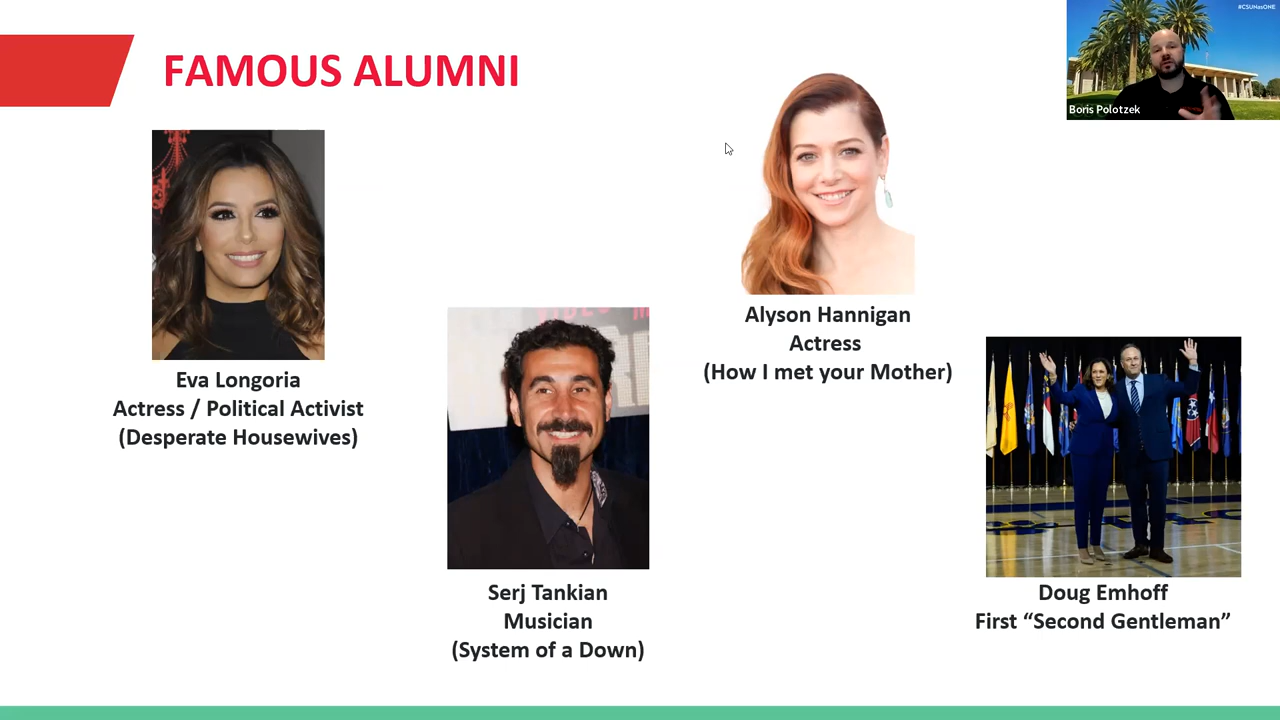 FAMOUS ALUMNI
#CSUNasONE
Boris Polotzek
Eva Longoria
Actress / Political Activist
(Desperate Housewives)
Serj Tankian
Musician
(System of a Down)
Alyson Hannigan
Actress
(How I met your Mother)
Doug Emhoff
First “Second Gentleman”